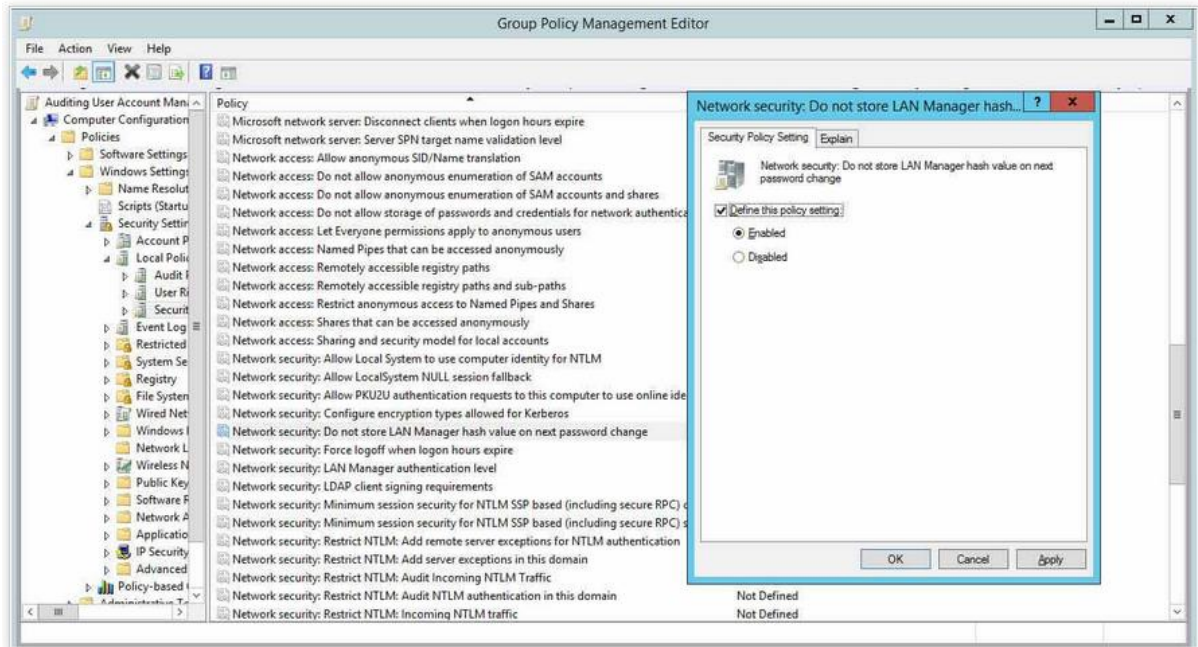 Group Policy Management Editor
File Action View Help
Auditing User Account Man
Computer Configuration
Policies
Software Settings
Windows Setting
Name Resolut
Scripts (Startu
Security Settin
Account P
Local Poli
Audit
User Ri
Securit
Event Log
Restricted
System Se
Registry
File System
Wired Net
Windows
Network L
Wireless N
Public Key
Software R
Network A
Applicatio
IP Security
Advanced
Policy-based
Administrative Te
Policy
Microsoft network server: Disconnect clients when logon hours expire
Microsoft network server: Server SPN target name validation level
Network access: Allow anonymous SID/Name translation
Network access: Do not allow anonymous enumeration of SAM accounts
Network access: Do not allow anonymous enumeration of SAM accounts and shares
Network access: Do not allow storage of passwords and credentials for network authentica
Network access: Let Everyone permissions apply to anonymous users
Network access: Named Pipes that can be accessed anonymously
Network access: Remotely accessible registry paths
Network access: Remotely accessible registry paths and sub-paths
Network access: Restrict anonymous access to Named Pipes and Shares
Network access: Shares that can be accessed anonymously
Network access: Sharing and security model for local accounts
Network security: Allow Local System to use computer identity for NTLM
Network security: Allow LocalSystem NULL session fallback
Network security: Allow PKU2U authentication requests to this computer to use online ide
Network security: Configure encryption types allowed for Kerberos
Network security: Do not store LAN Manager hash value on next password change
Network security: Force logoff when logon hours expire
Network security: LAN Manager authentication level
Network security: LDAP client signing requirements
Network security: Minimum session security for NTLM SSP based (including secure RPC) c
Network security: Minimum session security for NTLM SSP based (including secure RPC) s
Network security: Restrict NTLM: Add remote server exceptions for NTLM authentication
Network security: Restrict NTLM: Add server exceptions in this domain
Network security: Restrict NTLM: Audit Incoming NTLM Traffic
Network security: Restrict NTLM: Audit NTLM authentication in this domain Not Defined
Network security: Restrict NTLM: Incoming NTLM traffic Not Defined
Network security: Do not store LAN Manager hash... ? x
Security Policy Setting Explain
Network security: Do not store LAN Manager hash value on next
password change
Define this policy setting:
Enabled
Disabled
OK Cancel Apply